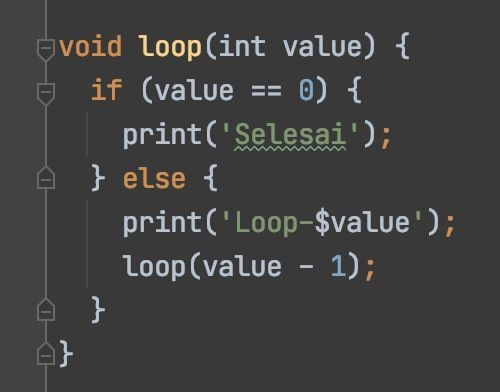 void loop(int value) {
  if (value == 0) {
    print('Selesai');
  } else {
    print('Loop-$value');
    loop(value - 1);
  }
}